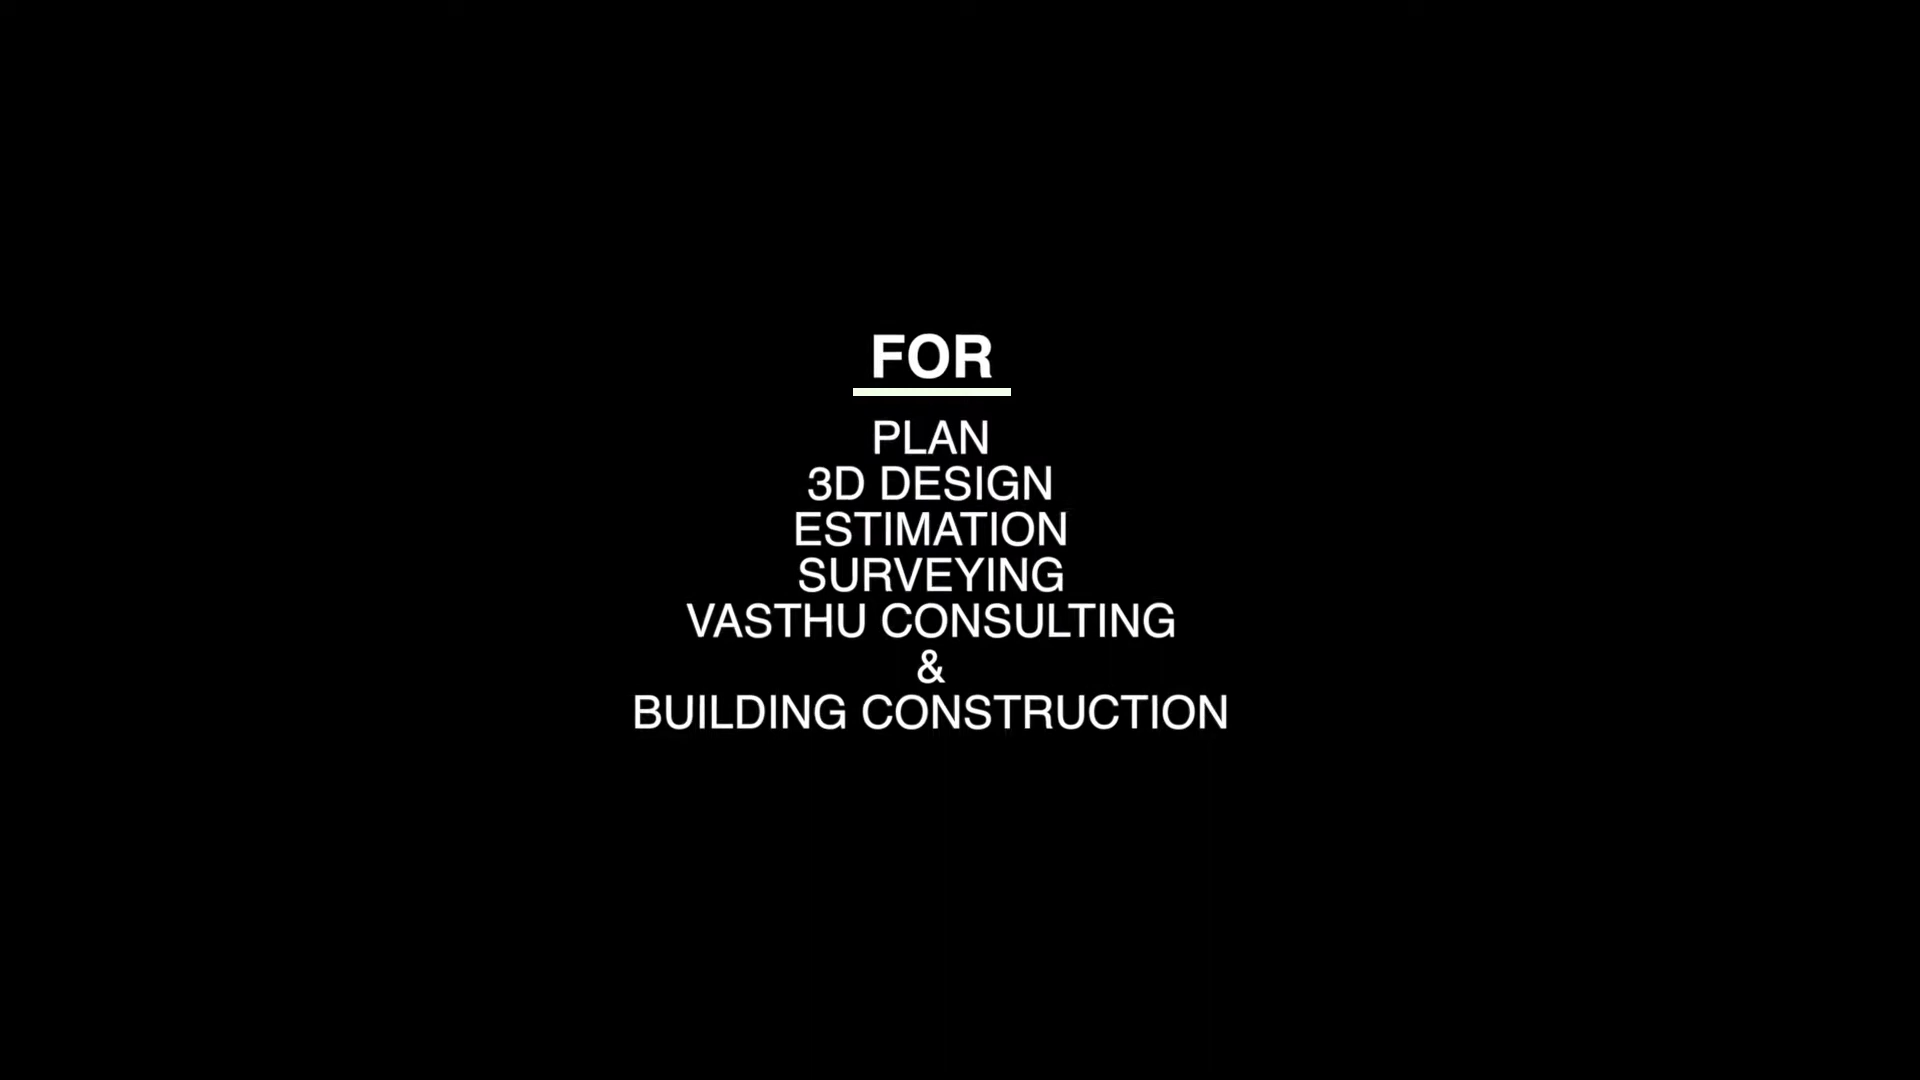 FOR
PLAN
3D DESIGN
ESTIMATION
SURVEYING
VASTHU CONSULTING
&
BUILDING CONSTRUCTION